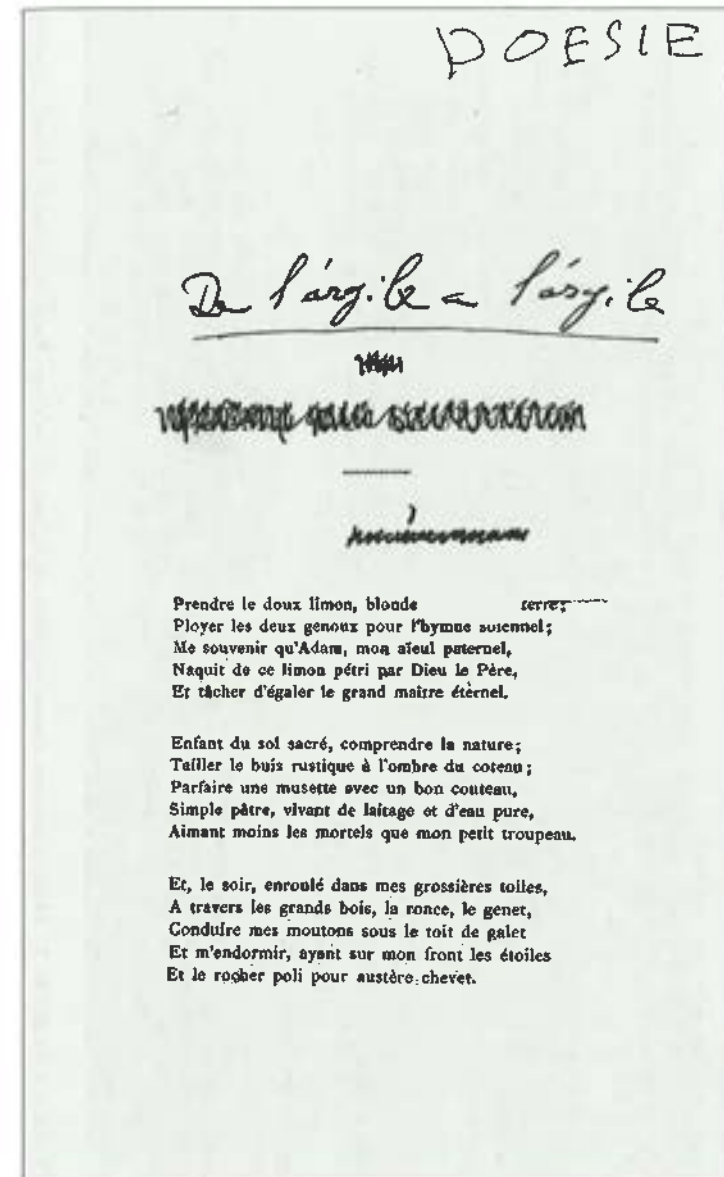 POESIE
De l'árgile a l'árgile
Prendre le doux limon, blonde terre;
Ployer les deux genoux pour l'hymne solennel;
Me souvenir qu'Adam, mon aïeul paternel,
Naquit de ce limon pétri par Dieu le Père,
Et tâcher d'égaler le grand maître éternel.
Enfant du sol sacré, comprendre la nature;
Tailler le buis rustique à l'ombre du coteau;
Parfaire une musette avec un bon couteau,
Simple pâtre, vivant de laitage et d'eau pure,
Aimant moins les mortels que mon petit troupeau.
Et, le soir, enroulé dans mes grossières toiles,
A travers les grands bois, la ronce, le genet,
Conduire mes moutons sous le toit de galet
Et m'endormir, ayant sur mon front les étoiles
Et le rocher poli pour austère chevet.